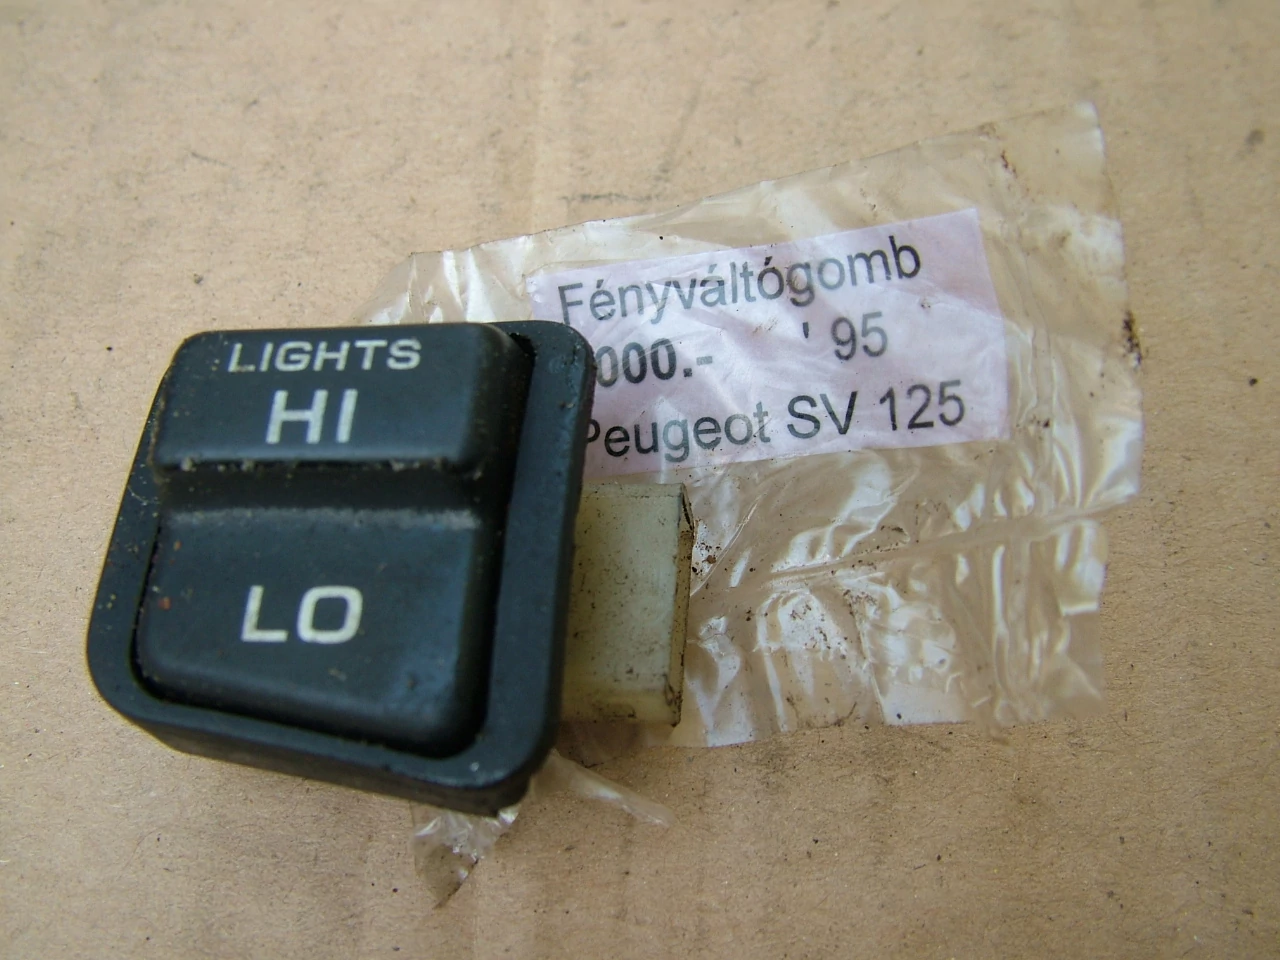 LIGHTS
HI
LO
Fényváltógomb
000.- ' 95
Peugeot SV 125